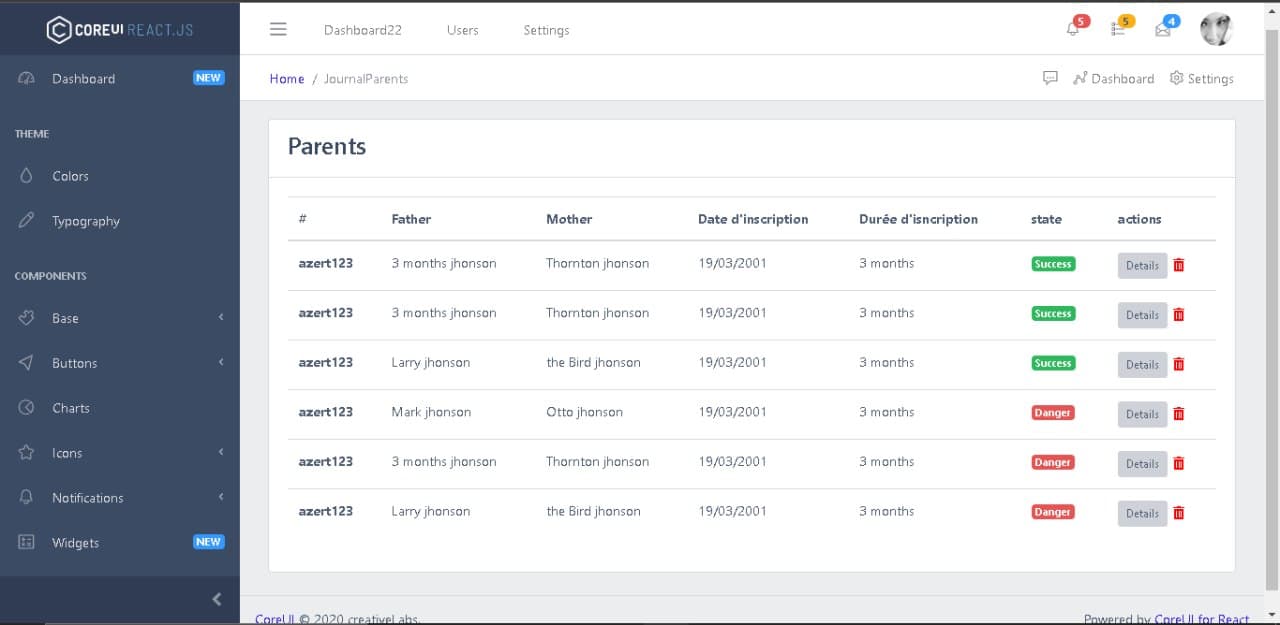 COREUI REACT.JS
Dashboard22 Users Settings 5 5 4
Dashboard NEW
Home / JournalParents Dashboard Settings
THEME
Colors
Typography
COMPONENTS
Base
Buttons
Charts
Icons
Notifications
Widgets NEW
Parents
# Father Mother Date d'inscription Durée d'isncription state actions
azert123 3 months jhonson Thornton jhonson 19/03/2001 3 months Success Details
azert123 3 months jhonson Thornton jhonson 19/03/2001 3 months Success Details
azert123 Larry jhonson the Bird jhonson 19/03/2001 3 months Success Details
azert123 Mark jhonson Otto jhonson 19/03/2001 3 months Danger Details
azert123 3 months jhonson Thornton jhonson 19/03/2001 3 months Danger Details
azert123 Larry jhonson the Bird jhonson 19/03/2001 3 months Danger Details
CoreUI © 2020 creativeLabs. Powered by CoreUI for React